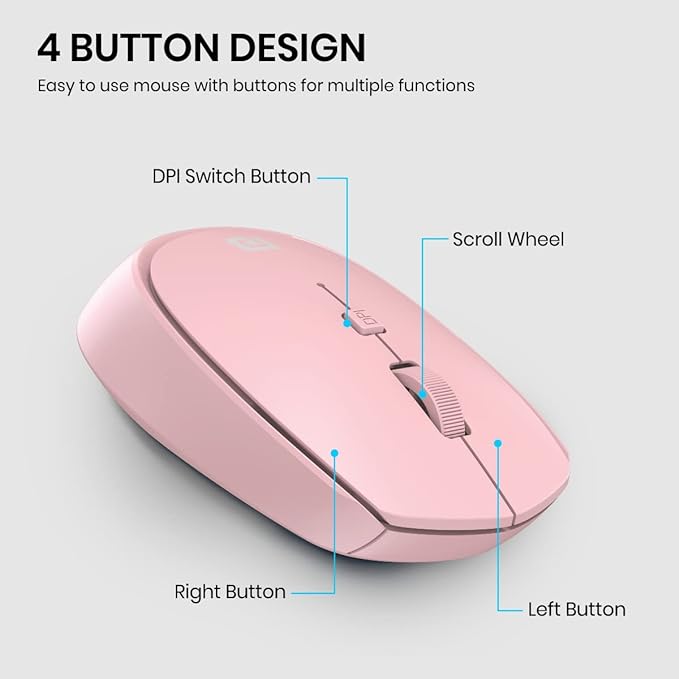 4 BUTTON DESIGN
Easy to use mouse with buttons for multiple functions
DPI Switch Button
Scroll Wheel
DPI
Right Button
Left Button